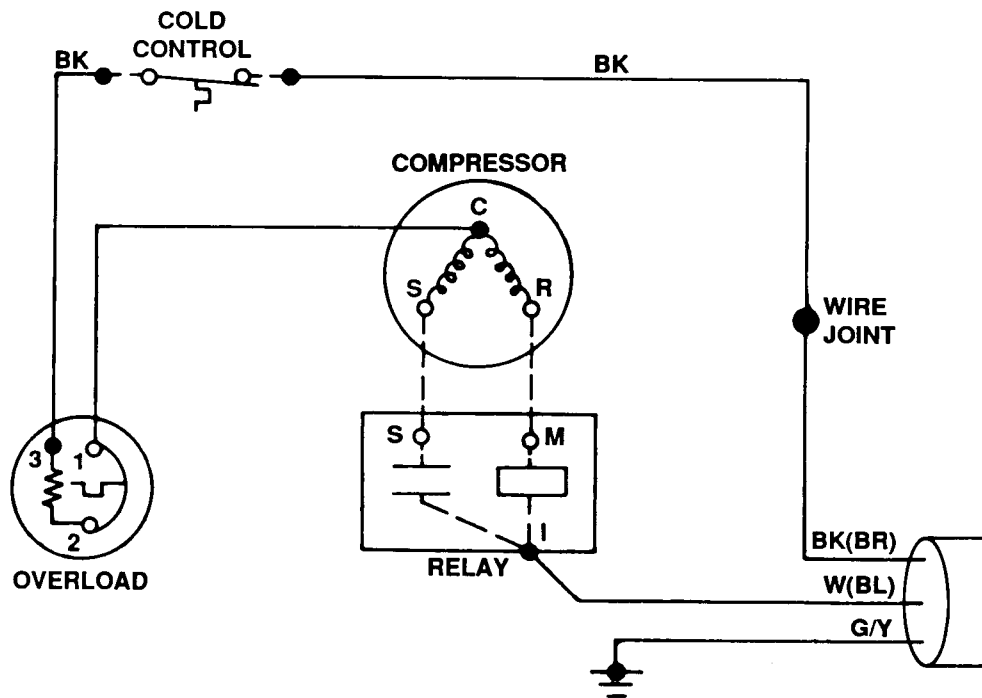 COLD
CONTROL
BK
BK
COMPRESSOR
C
S
R
WIRE
JOINT
S
M
3
1
2
I
OVERLOAD
RELAY
BK(BR)
W(BL)
G/Y